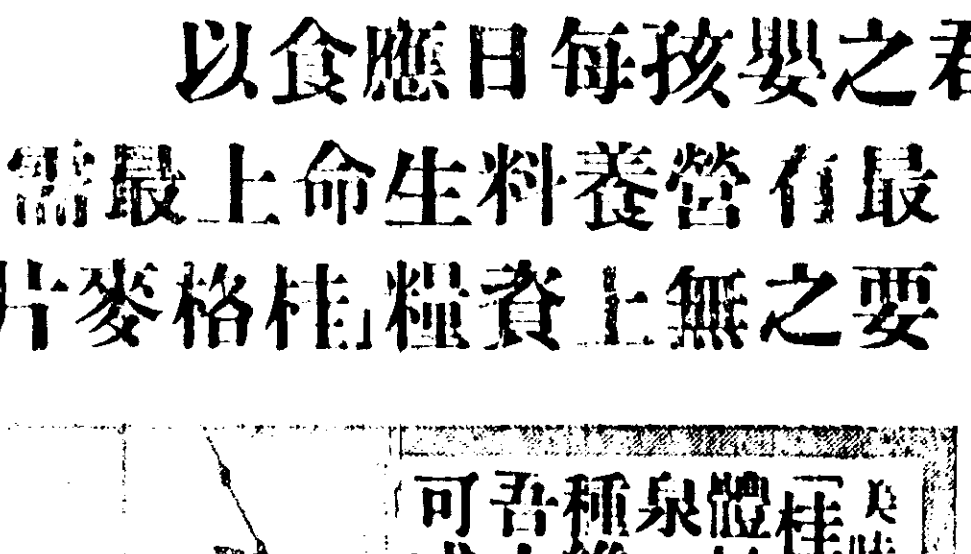 君之嬰孩每日應食以
最有營養料生命上最需
要之無上資糧「桂格麥片
美
「桂
體
泉
種
吾
可